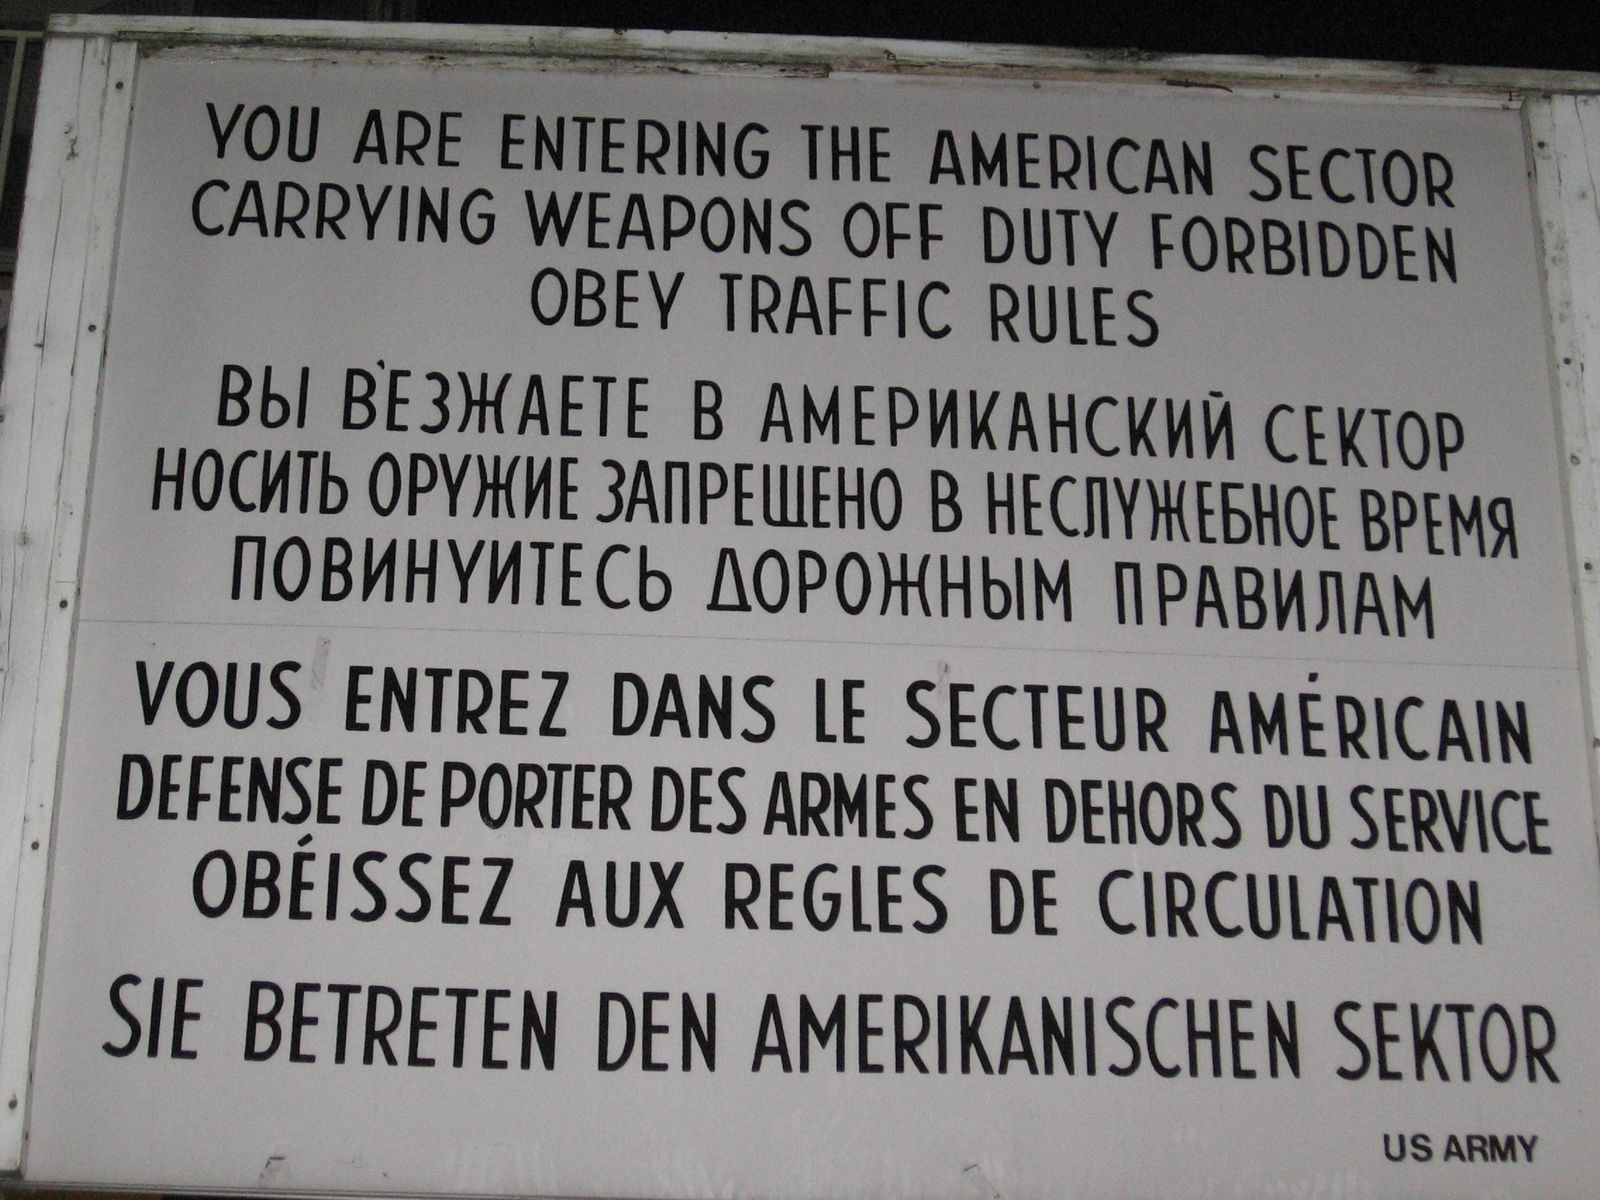 YOU ARE ENTERING THE AMERICAN SECTOR
CARRYING WEAPONS OFF DUTY FORBIDDEN
OBEY TRAFFIC RULES
ВЫ В'ЕЗЖАЕТЕ В АМЕРИКАНСКИЙ СЕКТОР
НОСИТЬ ОРУЖИЕ ЗАПРЕЩЕНО В НЕСЛУЖЕБНОЕ ВРЕМЯ
ПОВИНУИТЕСЬ ДОРОЖНЫМ ПРАВИЛАМ
VOUS ENTREZ DANS LE SECTEUR AMÉRICAIN
DEFENSE DE PORTER DES ARMES EN DEHORS DU SERVICE
OBÉISSEZ AUX REGLES DE CIRCULATION
SIE BETRETEN DEN AMERIKANISCHEN SEKTOR
US ARMY